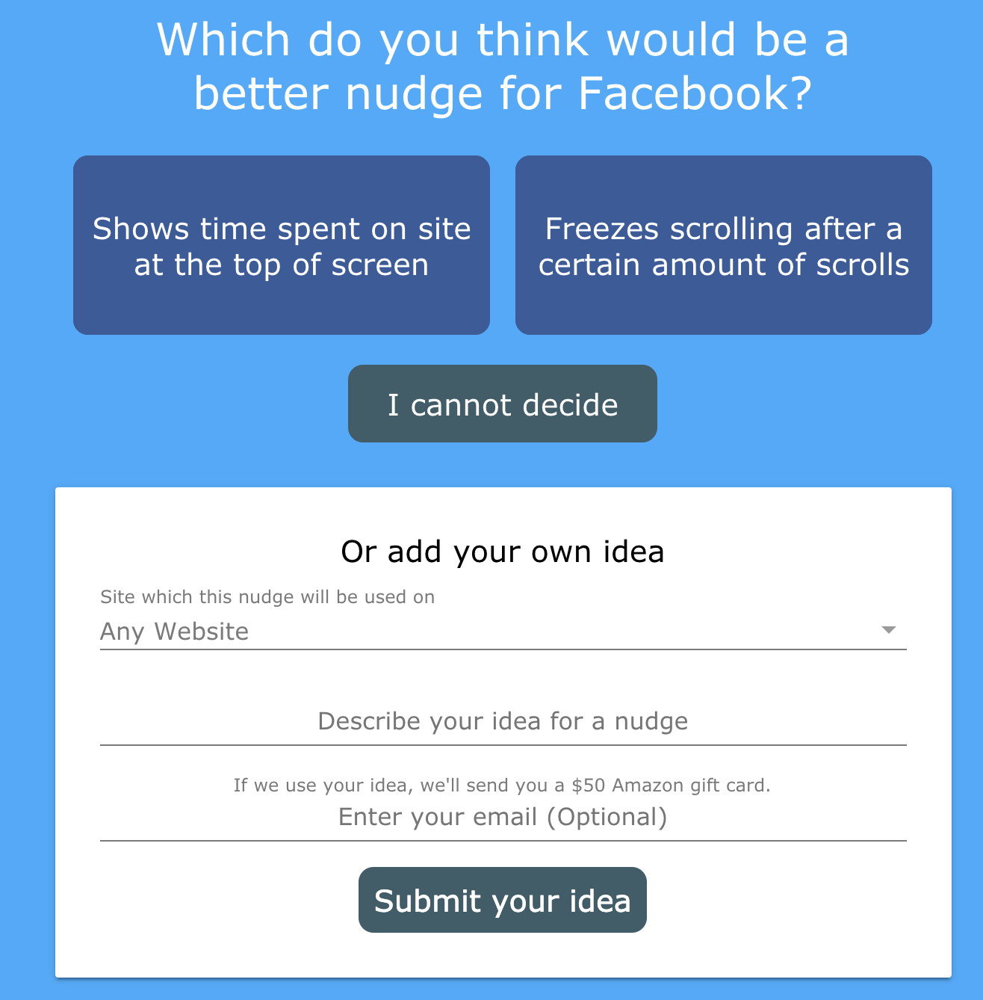 Which do you think would be a
better nudge for Facebook?
Shows time spent on site
at the top of screen
Freezes scrolling after a
certain amount of scrolls
I cannot decide
Or add your own idea
Site which this nudge will be used on
Any Website
Describe your idea for a nudge
If we use your idea, we'll send you a $50 Amazon gift card.
Enter your email (Optional)
Submit your idea